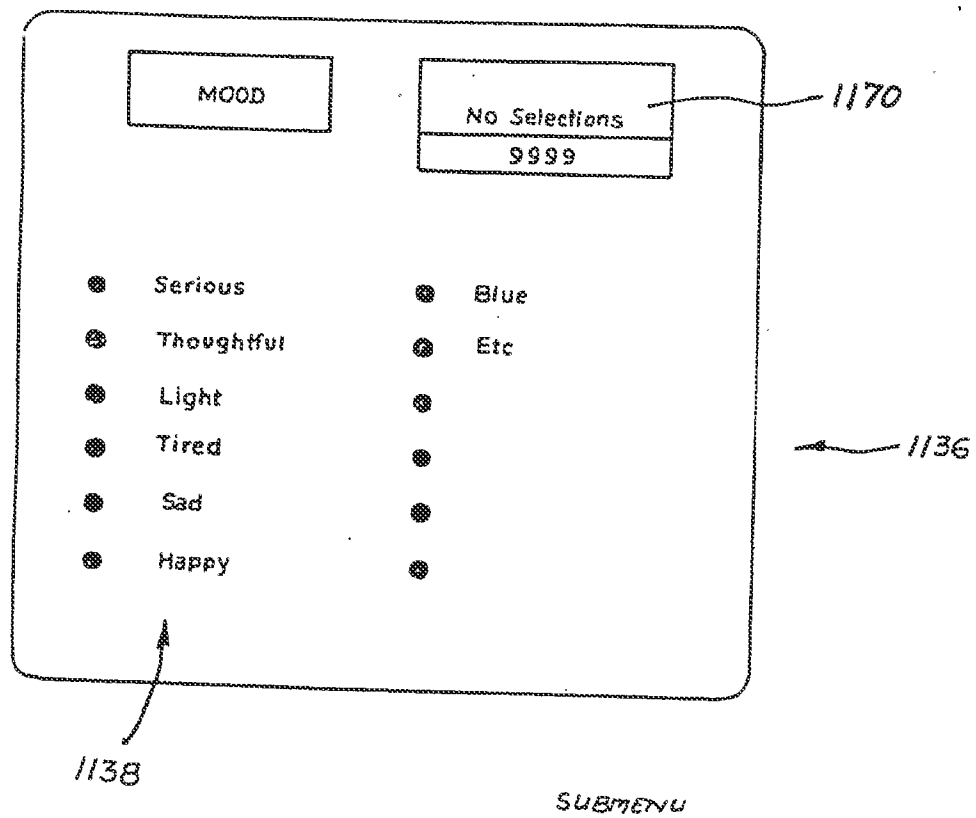 MOOD
No Selections
9999
1170
Serious
Thoughtful
Light
Tired
Sad
Happy
Blue
Etc
1136
1138
SUBMENU